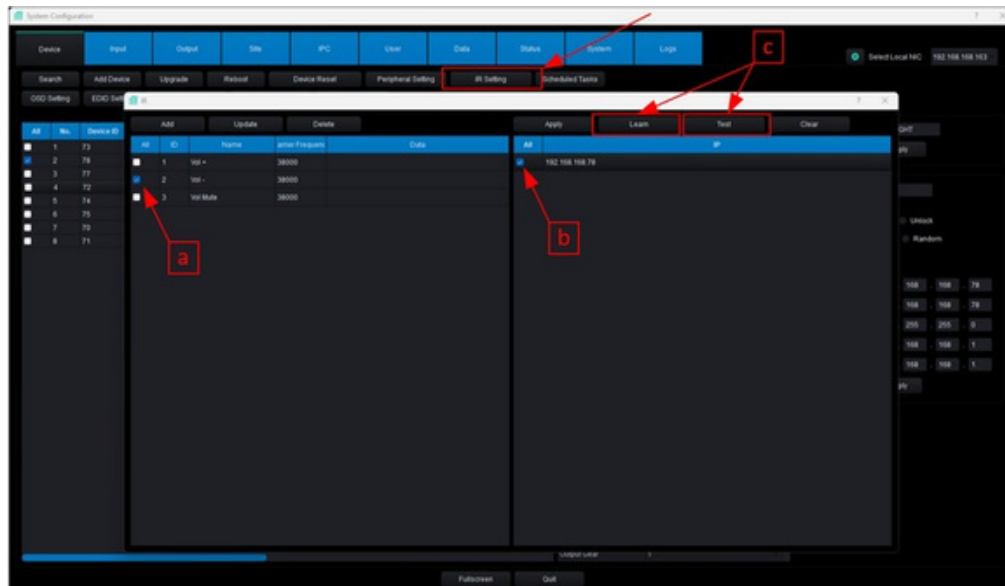 System Configuration
Device Input Output Site IPC User Data Status System Logs
c
Select Local NIC 192.168.168.163
Search Add Device Upgrade Reboot Device Reset Peripheral Setting IR Setting Scheduled Tasks
OSD Setting EDID
IR
Add Update Delete Apply Learn Test Clear
All No. Device ID
All ID Name Data All IP
1 73
2 78
3 77
4 72
5 74
6 75
7 70
8 71
1 Vol + 38000
2 Vol - 38000
3 Vol Mute 38000
192.168.168.78
a
b
Unlock
Random
168 . 168 . 78
168 . 168 . 78
255 . 255 . 0
168 . 168 . 1
168 . 168 . 1
Output Gear 1
Fullscreen Quit